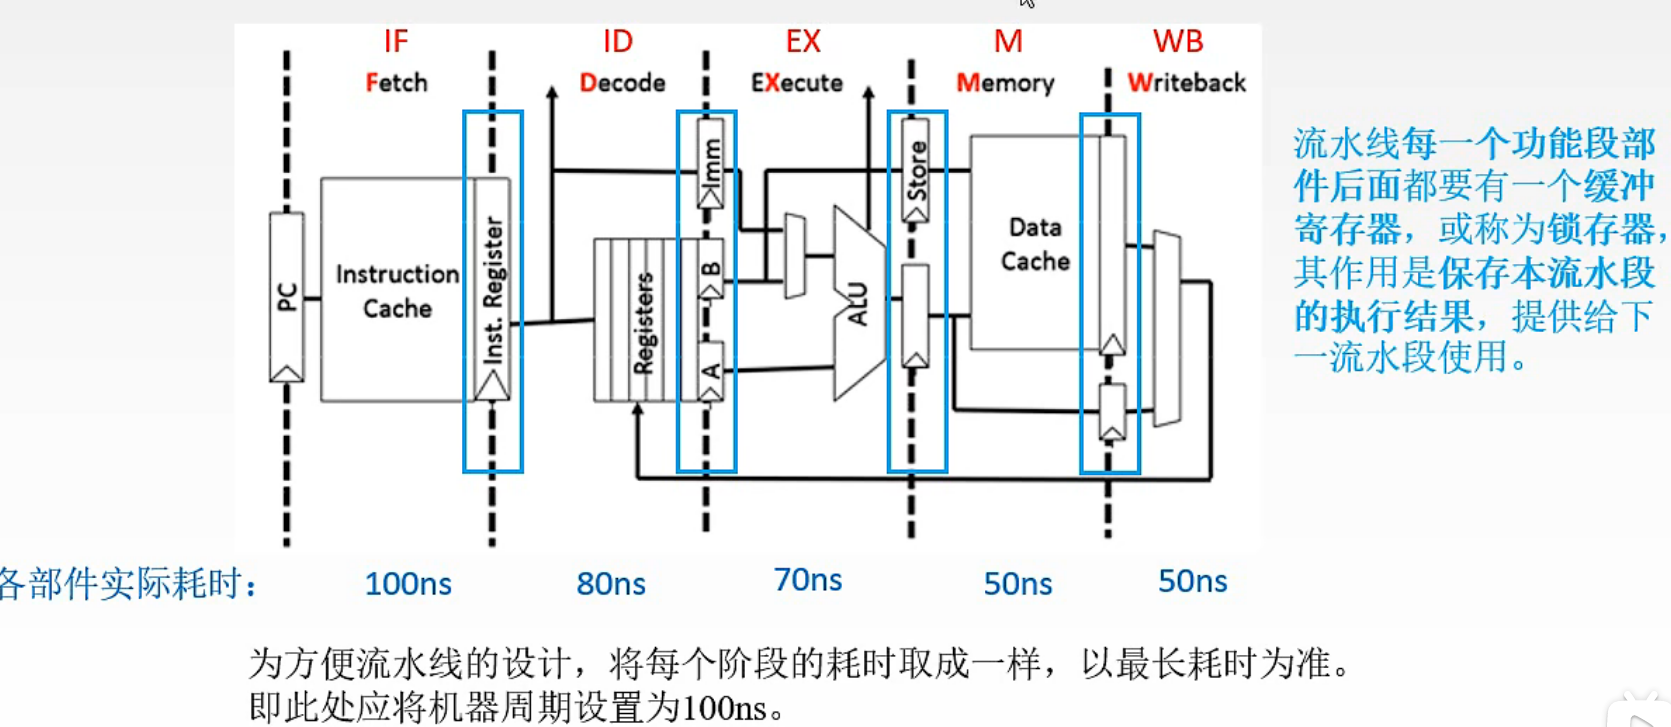 IF
ID
EX
M
WB
Fetch
Decode
EXecute
Memory
Writeback
PC
Instruction
Cache
Inst. Register
Registers
Imm
B
A
ALU
Store
Data
Cache
流水线每一个功能段部
件后面都要有一个缓冲
寄存器，或称为锁存器，
其作用是保存本流水段
的执行结果，提供给下
一流水段使用。
各部件实际耗时：
100ns
80ns
70ns
50ns
50ns
为方便流水线的设计，将每个阶段的耗时取成一样，以最长耗时为准。
即此处应将机器周期设置为100ns。